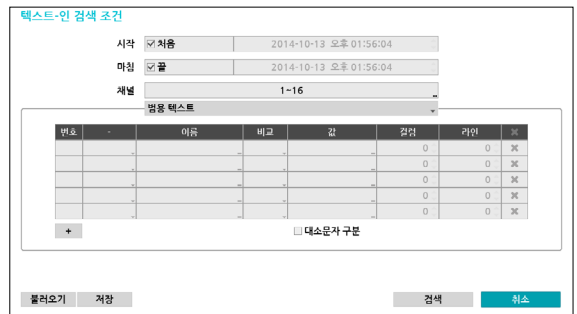 텍스트-인 검색 조건
시작 처음 2014-10-13 오후 01:56:04
마침 끝 2014-10-13 오후 01:56:04
채널 1~16 ...
범용 텍스트
번호 - 이름 비교 값 컬럼 라인 ✖
0 0 ✖
0 0 ✖
0 0 ✖
0 0 ✖
0 0 ✖
+ 대소문자 구분
불러오기 저장 검색 취소